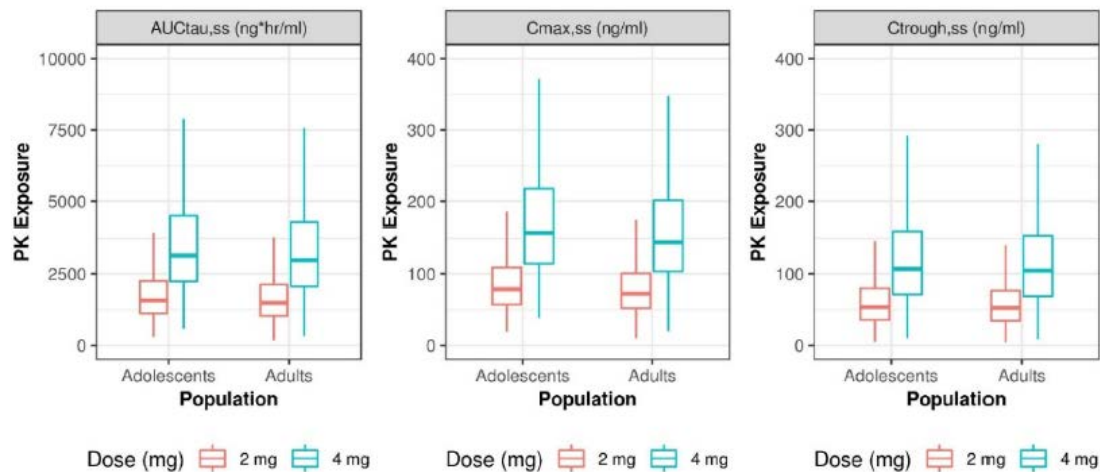 AUCtau,ss (ng*hr/ml)
Cmax,ss (ng/ml)
Ctrough,ss (ng/ml)
PK Exposure
10000
7500
5000
2500
0
Adolescents
Adults
Population
PK Exposure
400
300
200
100
0
Adolescents
Adults
Population
PK Exposure
400
300
200
100
0
Adolescents
Adults
Population
Dose (mg) 2 mg 4 mg
Dose (mg) 2 mg 4 mg
Dose (mg) 2 mg 4 mg